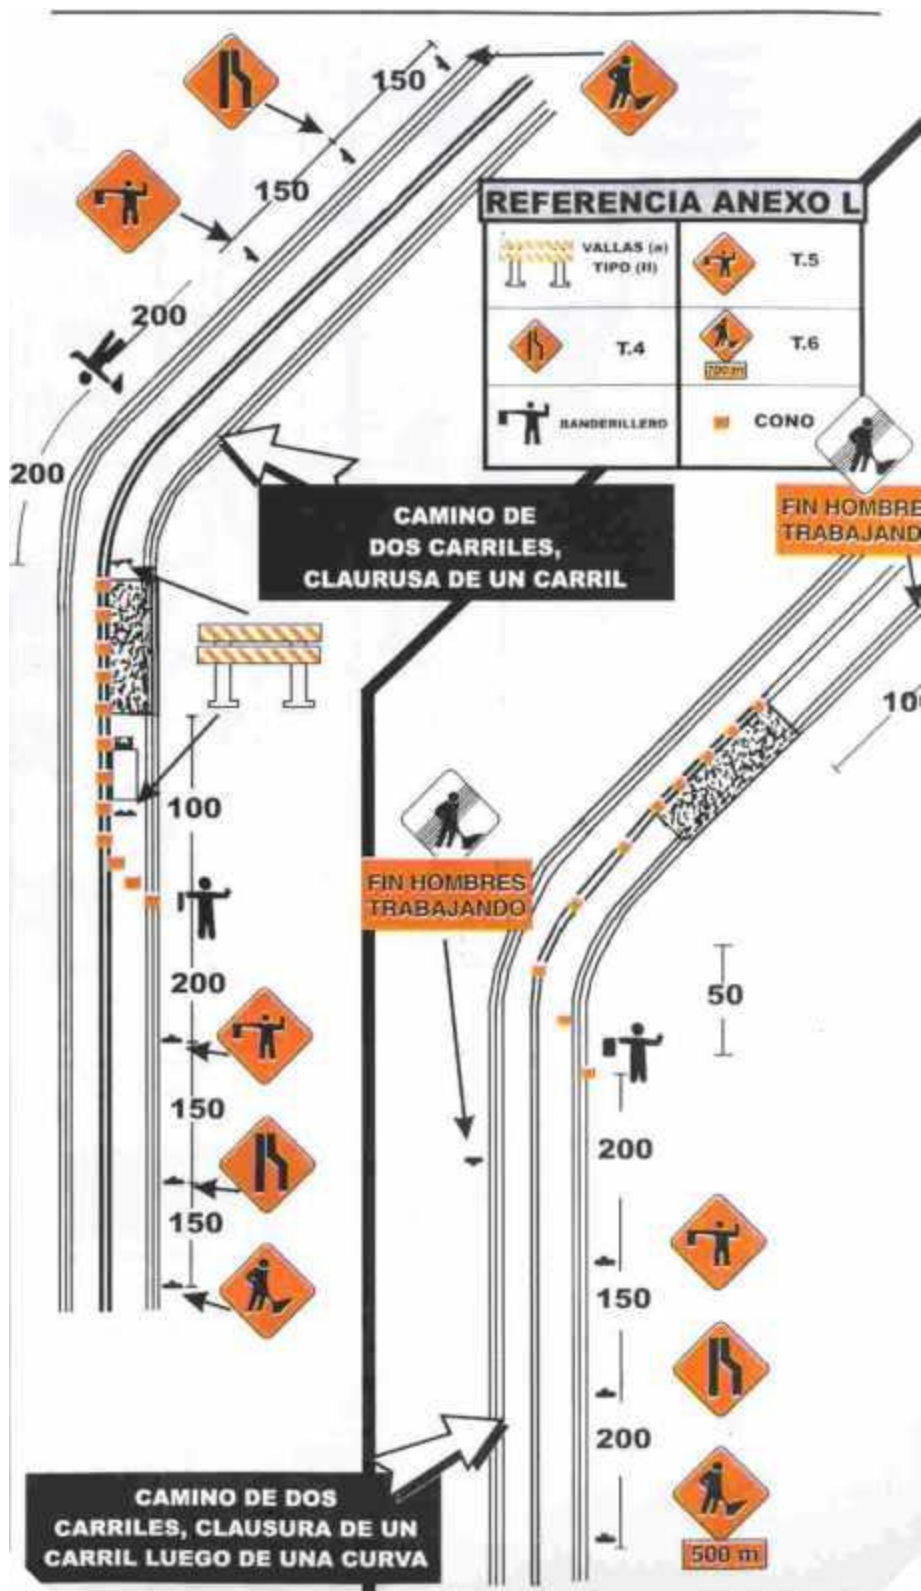 150
150
REFERENCIA ANEXO L
VALLAS (n)
TIPO (II)
T.5
200
T.4
T.6
700 m
BANDERILLERO
CONO
200
CAMINO DE
DOS CARRILES,
CLAURUSA DE UN CARRIL
FIN HOMBRE
TRABAJAND
100
100
FIN HOMBRES
TRABAJANDO
200
50
150
200
150
150
200
500 m
CAMINO DE DOS
CARRILES, CLAUSURA DE UN
CARRIL LUEGO DE UNA CURVA